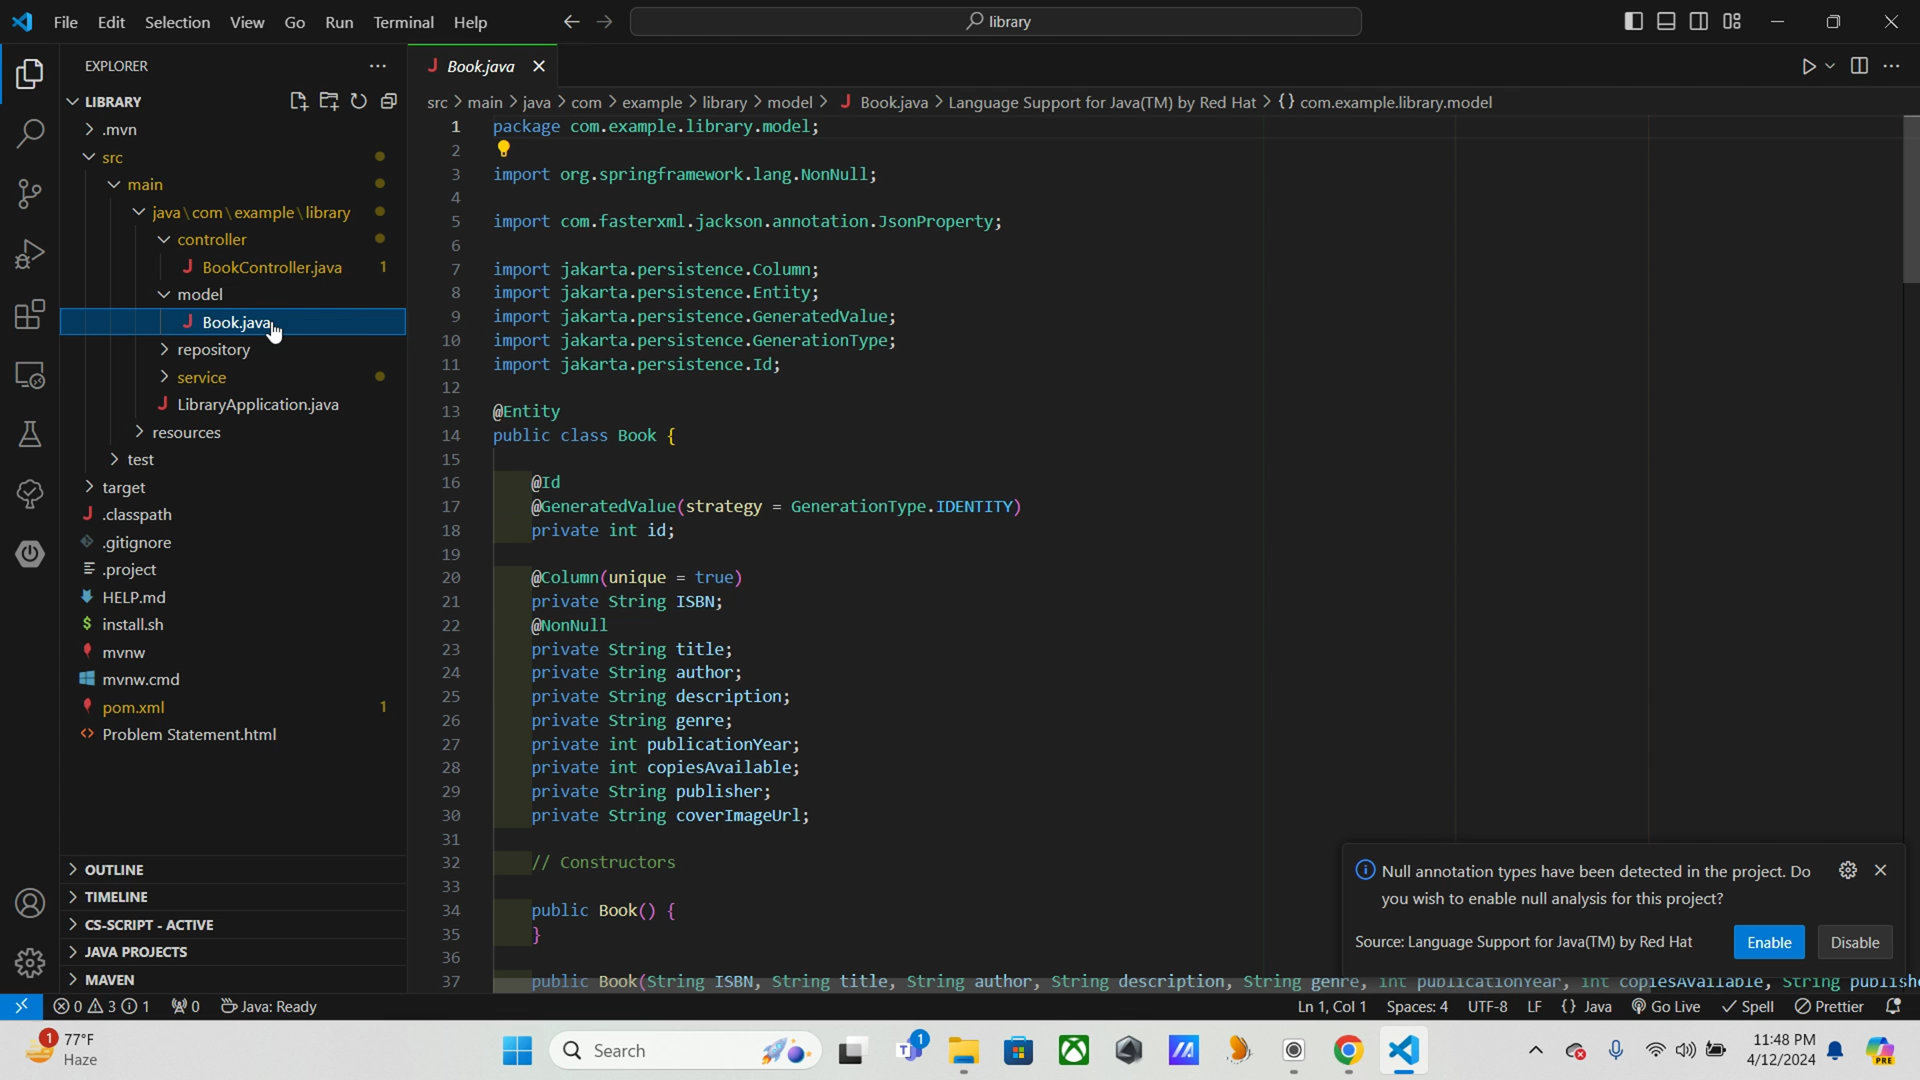 File Edit Selection View Go Run Terminal Help
library
EXPLORER
LIBRARY
.mvn
src
main
java\com\example\library
controller
BookController.java 1
model
Book.java
repository
service
LibraryApplication.java
resources
test
target
.classpath
.gitignore
.project
HELP.md
install.sh
mvnw
mvnw.cmd
pom.xml 1
Problem Statement.html
OUTLINE
TIMELINE
CS-SCRIPT - ACTIVE
JAVA PROJECTS
MAVEN
Book.java
src > main > java > com > example > library > model > Book.java > Language Support for Java(TM) by Red Hat > {} com.example.library.model
1 package com.example.library.model;
2
3 import org.springframework.lang.NonNull;
4
5 import com.fasterxml.jackson.annotation.JsonProperty;
6
7 import jakarta.persistence.Column;
8 import jakarta.persistence.Entity;
9 import jakarta.persistence.GeneratedValue;
10 import jakarta.persistence.GenerationType;
11 import jakarta.persistence.Id;
12
13 @Entity
14 public class Book {
15
16 @Id
17 @GeneratedValue(strategy = GenerationType.IDENTITY)
18 private int id;
19
20 @Column(unique = true)
21 private String ISBN;
22 @NonNull
23 private String title;
24 private String author;
25 private String description;
26 private String genre;
27 private int publicationYear;
28 private int copiesAvailable;
29 private String publisher;
30 private String coverImageUrl;
31
32 // Constructors
33
34 public Book() {
35 }
36
37 public Book(String ISBN, String title, String author, String description, String genre, int publicationYear, int copiesAvailable, String publishe
Null annotation types have been detected in the project. Do
you wish to enable null analysis for this project?
Source: Language Support for Java(TM) by Red Hat
Enable
Disable
0 3 1 0 Java: Ready
Ln 1, Col 1 Spaces: 4 UTF-8 LF {} Java Go Live Spell Prettier
1 77°F
Haze
Search
1
11:48 PM
4/12/2024
PRE